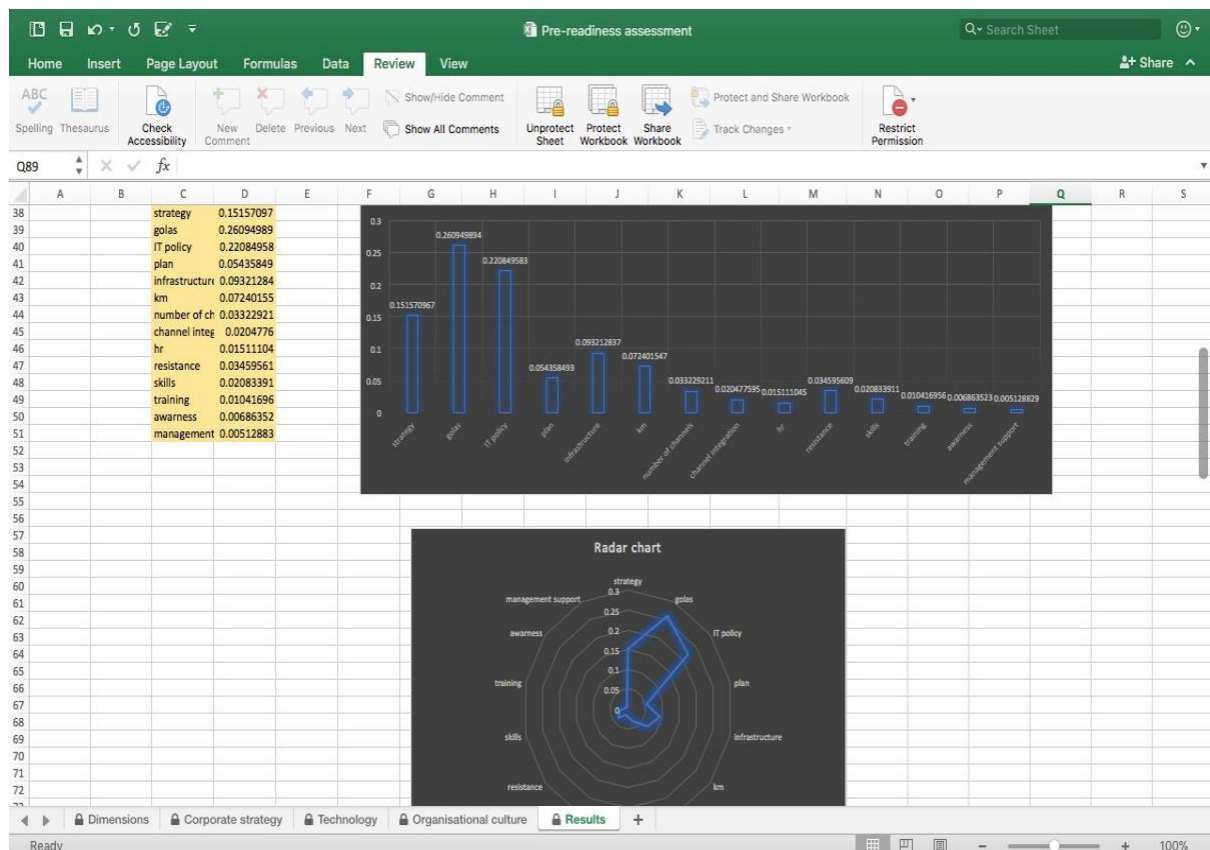 Pre-readiness assessment
Search Sheet
Home Insert Page Layout Formulas Data Review View
Share
ABC
Spelling Thesaurus Check Accessibility New Comment Delete Previous Next Show/Hide Comment Show All Comments Unprotect Sheet Protect Workbook Share Workbook Protect and Share Workbook Track Changes Restrict Permission
Q89 fx
A B C D E F G H I J K L M N O P Q R S
38 strategy 0.15157097
39 golas 0.26094989
40 IT policy 0.22084958
41 plan 0.05435849
42 infrastructure 0.09321284
43 km 0.07240155
44 number of ch 0.03322921
45 channel integ 0.0204776
46 hr 0.01511104
47 resistance 0.03459561
48 skills 0.02083391
49 training 0.01041696
50 awarness 0.00686352
51 management 0.00512883
52
53
54
55
56
57
58
59
60
61
62
63
64
65
66
67
68
69
70
71
72
0.3
0.25
0.2
0.15
0.1
0.05
0
0.151570967 0.260949894 0.220849583 0.054358493 0.093212837 0.072401547 0.033229211 0.020477595 0.015111045 0.034595609 0.020833911 0.010416956 0.006863523 0.005128829
strategy golas IT policy plan infrastructure km number of channels channel integration hr resistance skills training awarness management support
Radar chart
strategy
golas
IT policy
plan
infrastructure
km
resistance
skills
training
awarness
management support
0.3
0.25
0.2
0.15
0.1
0.05
0
Dimensions Corporate strategy Technology Organisational culture Results +
Ready
100%